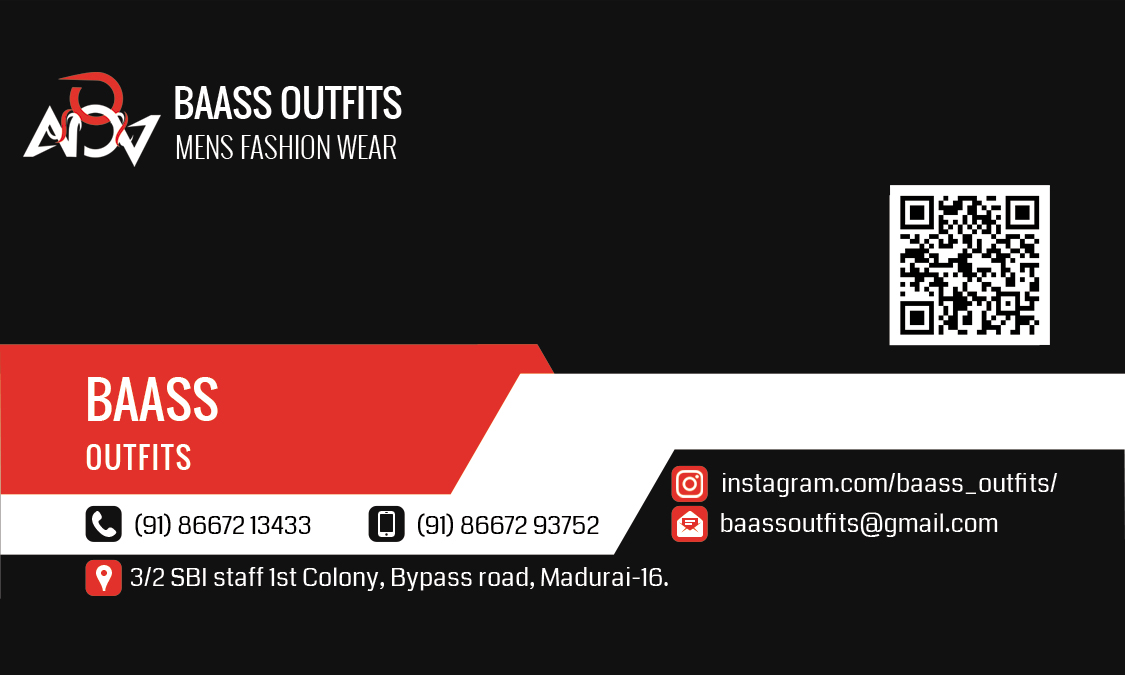 BAASS OUTFITS
MENS FASHION WEAR
BAASS
OUTFITS
(91) 86672 13433
(91) 86672 93752
instagram.com/baass_outfits/
baassoutfits@gmail.com
3/2 SBI staff 1st Colony, Bypass road, Madurai-16.